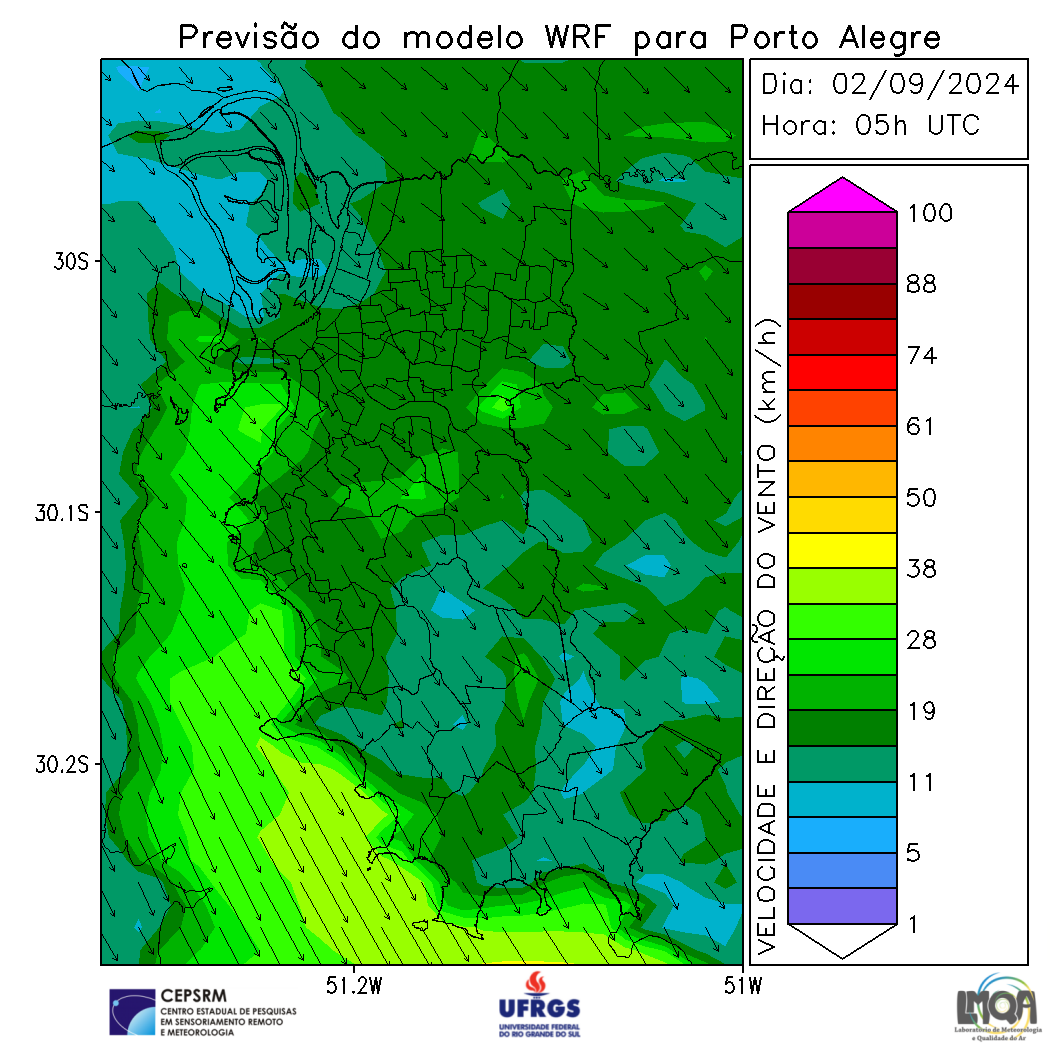 Previsão do modelo WRF para Porto Alegre
Dia: 02/09/2024
Hora: 05h UTC
30S
30.1S
30.2S
51.2W
51W
VELOCIDADE E DIREÇÃO DO VENTO (km/h)
100
88
74
61
50
38
28
19
11
5
1
CEPSRM
CENTRO ESTADUAL DE PESQUISAS
EM SENSORIAMENTO REMOTO
E METEOROLOGIA
UFRGS
UNIVERSIDADE FEDERAL
DO RIO GRANDE DO SUL
LMQA
Laboratório de Meteorologia
e Qualidade do Ar